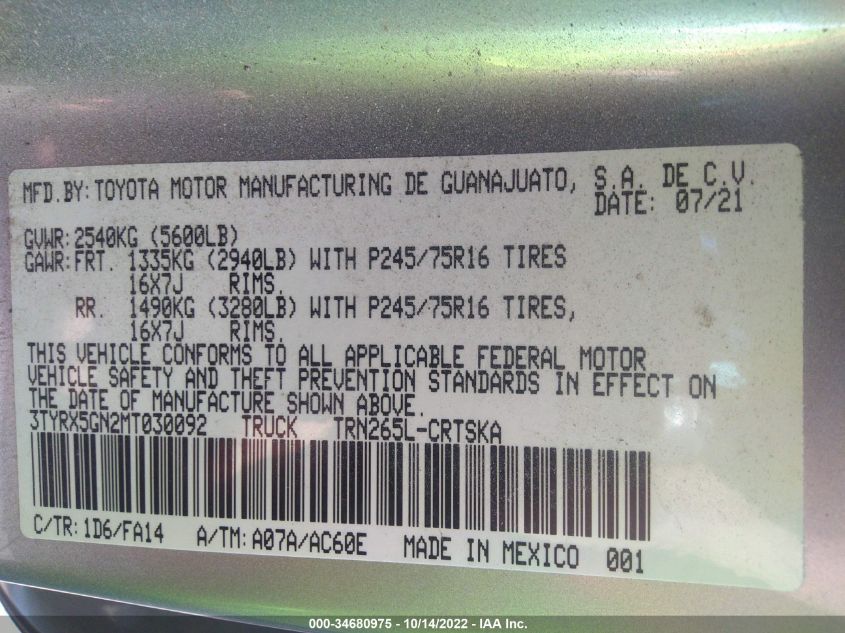 MFD.BY: TOYOTA MOTOR MANUFACTURING DE GUANAJUATO, S.A. DE C.V.
DATE: 07/21
GVWR: 2540KG (5600LB)
GAWR: FRT. 1335KG (2940LB) WITH P245/75R16 TIRES
16X7J RIMS.
RR. 1490KG (3280LB) WITH P245/75R16 TIRES,
16X7J RIMS.
THIS VEHICLE CONFORMS TO ALL APPLICABLE FEDERAL MOTOR
VEHICLE SAFETY AND THEFT PREVENTION STANDARDS IN EFFECT ON
THE DATE OF MANUFACTURE SHOWN ABOVE.
3TYRX5GN2MT030092 TRUCK TRN265L-CRTSKA
C/TR: 1D6/FA14 A/TM: A07A/AC60E MADE IN MEXICO 001
000-34680975 - 10/14/2022 - IAA Inc.